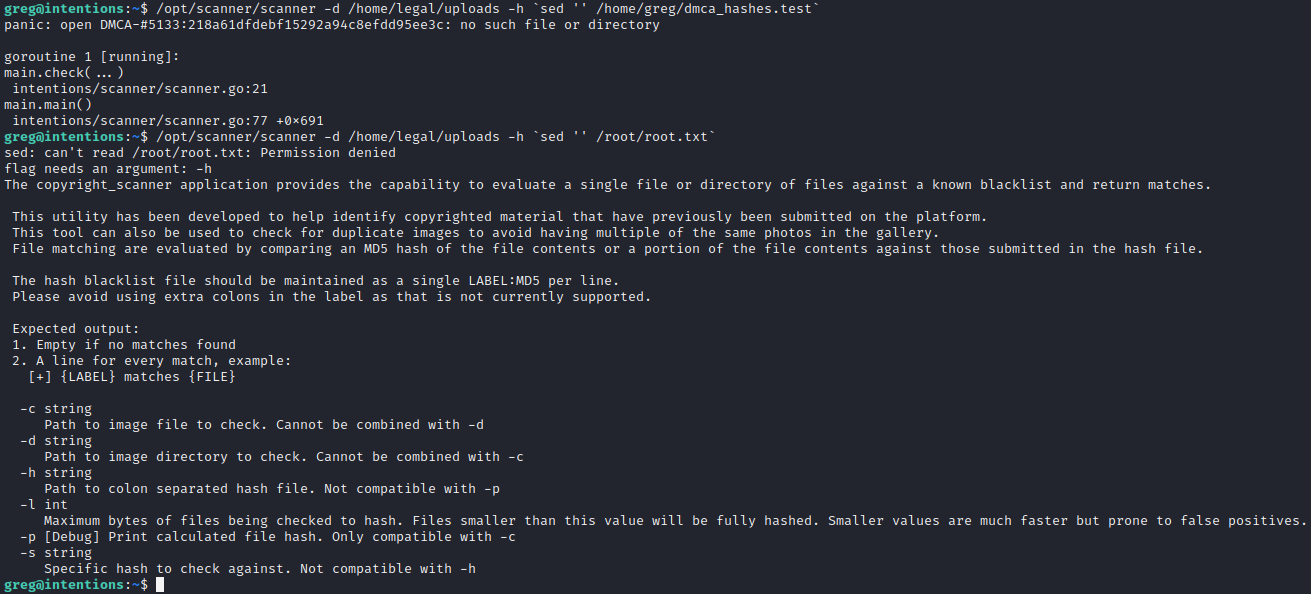 greg@intentions:~$ /opt/scanner/scanner -d /home/legal/uploads -h `sed '' /home/greg/dmca_hashes.test`
panic: open DMCA-#5133:218a61dfdebf15292a94c8efdd95ee3c: no such file or directory
goroutine 1 [running]:
main.check(...)
intentions/scanner/scanner.go:21
main.main()
intentions/scanner/scanner.go:77 +0×691
greg@intentions:~$ /opt/scanner/scanner -d /home/legal/uploads -h `sed '' /root/root.txt`
sed: can't read /root/root.txt: Permission denied
flag needs an argument: -h
The copyright_scanner application provides the capability to evaluate a single file or directory of files against a known blacklist and return matches.
This utility has been developed to help identify copyrighted material that have previously been submitted on the platform.
This tool can also be used to check for duplicate images to avoid having multiple of the same photos in the gallery.
File matching are evaluated by comparing an MD5 hash of the file contents or a portion of the file contents against those submitted in the hash file.
The hash blacklist file should be maintained as a single LABEL:MD5 per line.
Please avoid using extra colons in the label as that is not currently supported.
Expected output:
1. Empty if no matches found
2. A line for every match, example:
[+] {LABEL} matches {FILE}
-c string
Path to image file to check. Cannot be combined with -d
-d string
Path to image directory to check. Cannot be combined with -c
-h string
Path to colon separated hash file. Not compatible with -p
-l int
Maximum bytes of files being checked to hash. Files smaller than this value will be fully hashed. Smaller values are much faster but prone to false positives.
-p [Debug] Print calculated file hash. Only compatible with -c
-s string
Specific hash to check against. Not compatible with -h
greg@intentions:~$